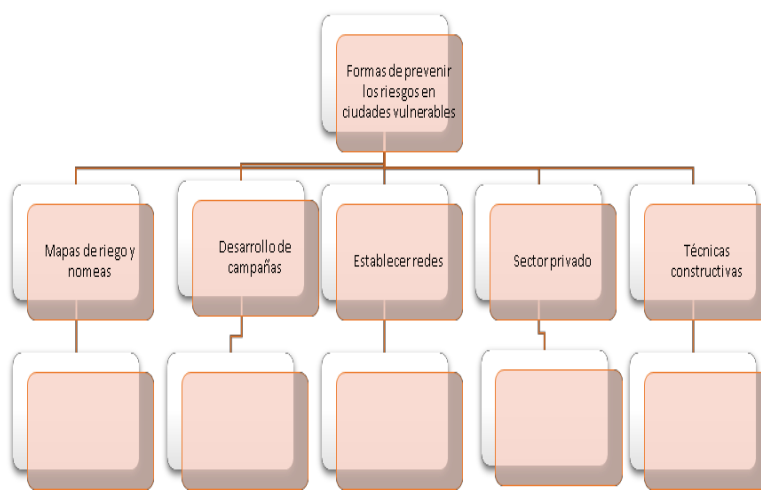 Formas de prevenir
los riesgos en
ciudades vulnerables
Mapas de riego y
nomeas
Desarrollo de
campañas
Establecer redes
Sector privado
Técnicas
constructivas